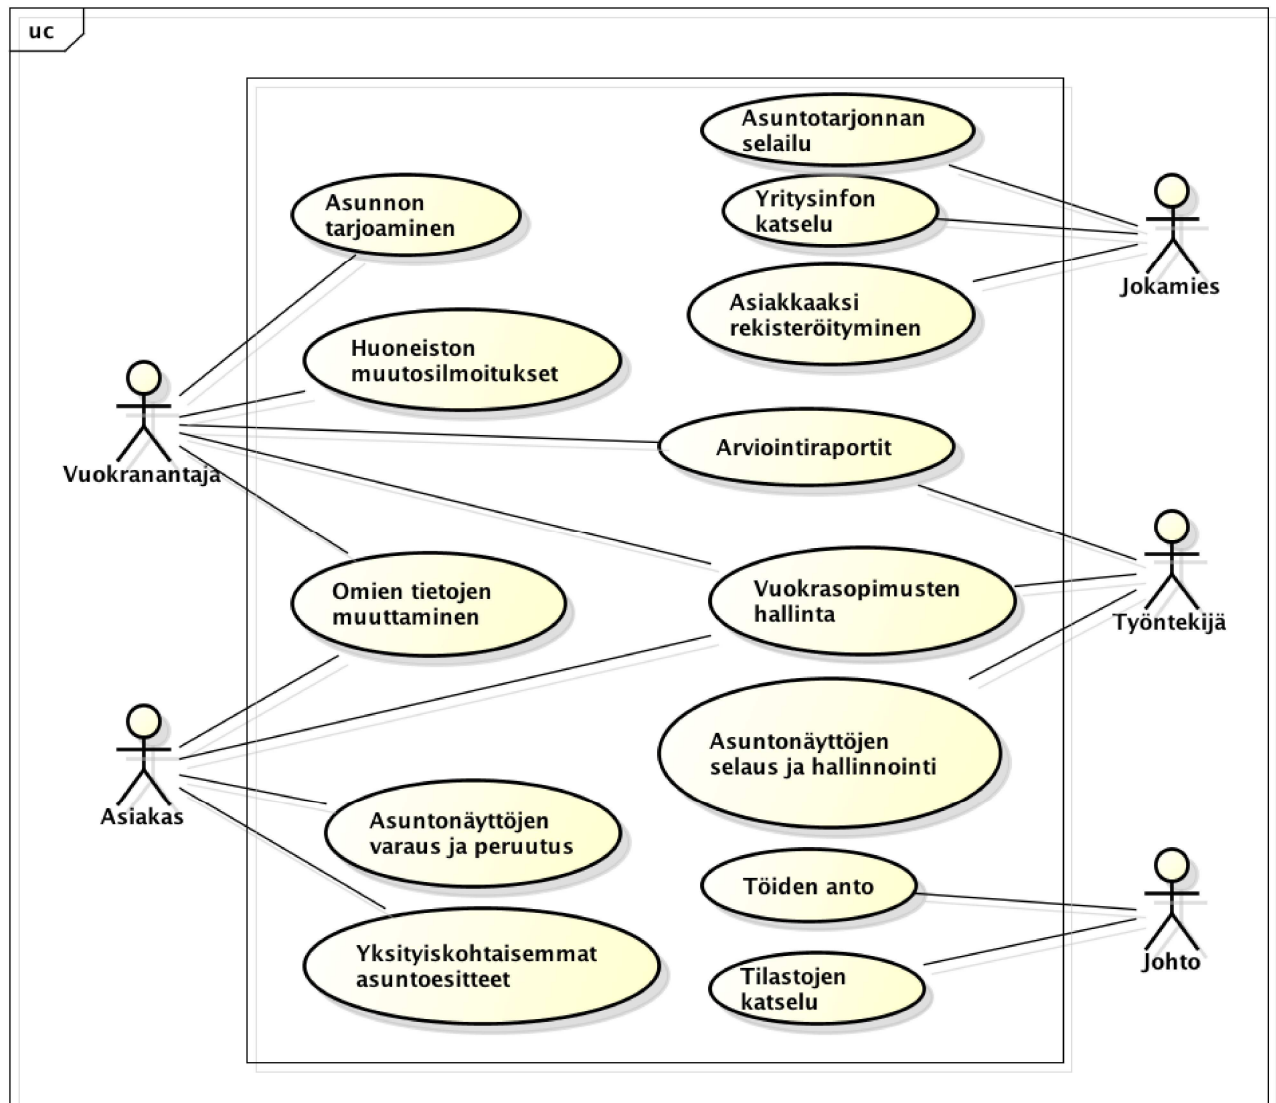 uc
Asuntotarjonnan
selailu
Asunnon
tarjoaminen
Yritysinfon
katselu
Jokamies
Asiakkaaksi
rekisteröityminen
Huoneiston
muutosilmoitukset
Vuokranantaja
Arviointiraportit
Omien tietojen
muuttaminen
Vuokrasopimusten
hallinta
Työntekijä
Asuntonäyttöjen
selaus ja hallinnointi
Asiakas
Asuntonäyttöjen
varaus ja peruutus
Töiden anto
Johto
Yksityiskohtaisemmat
asuntoesitteet
Tilastojen
katselu